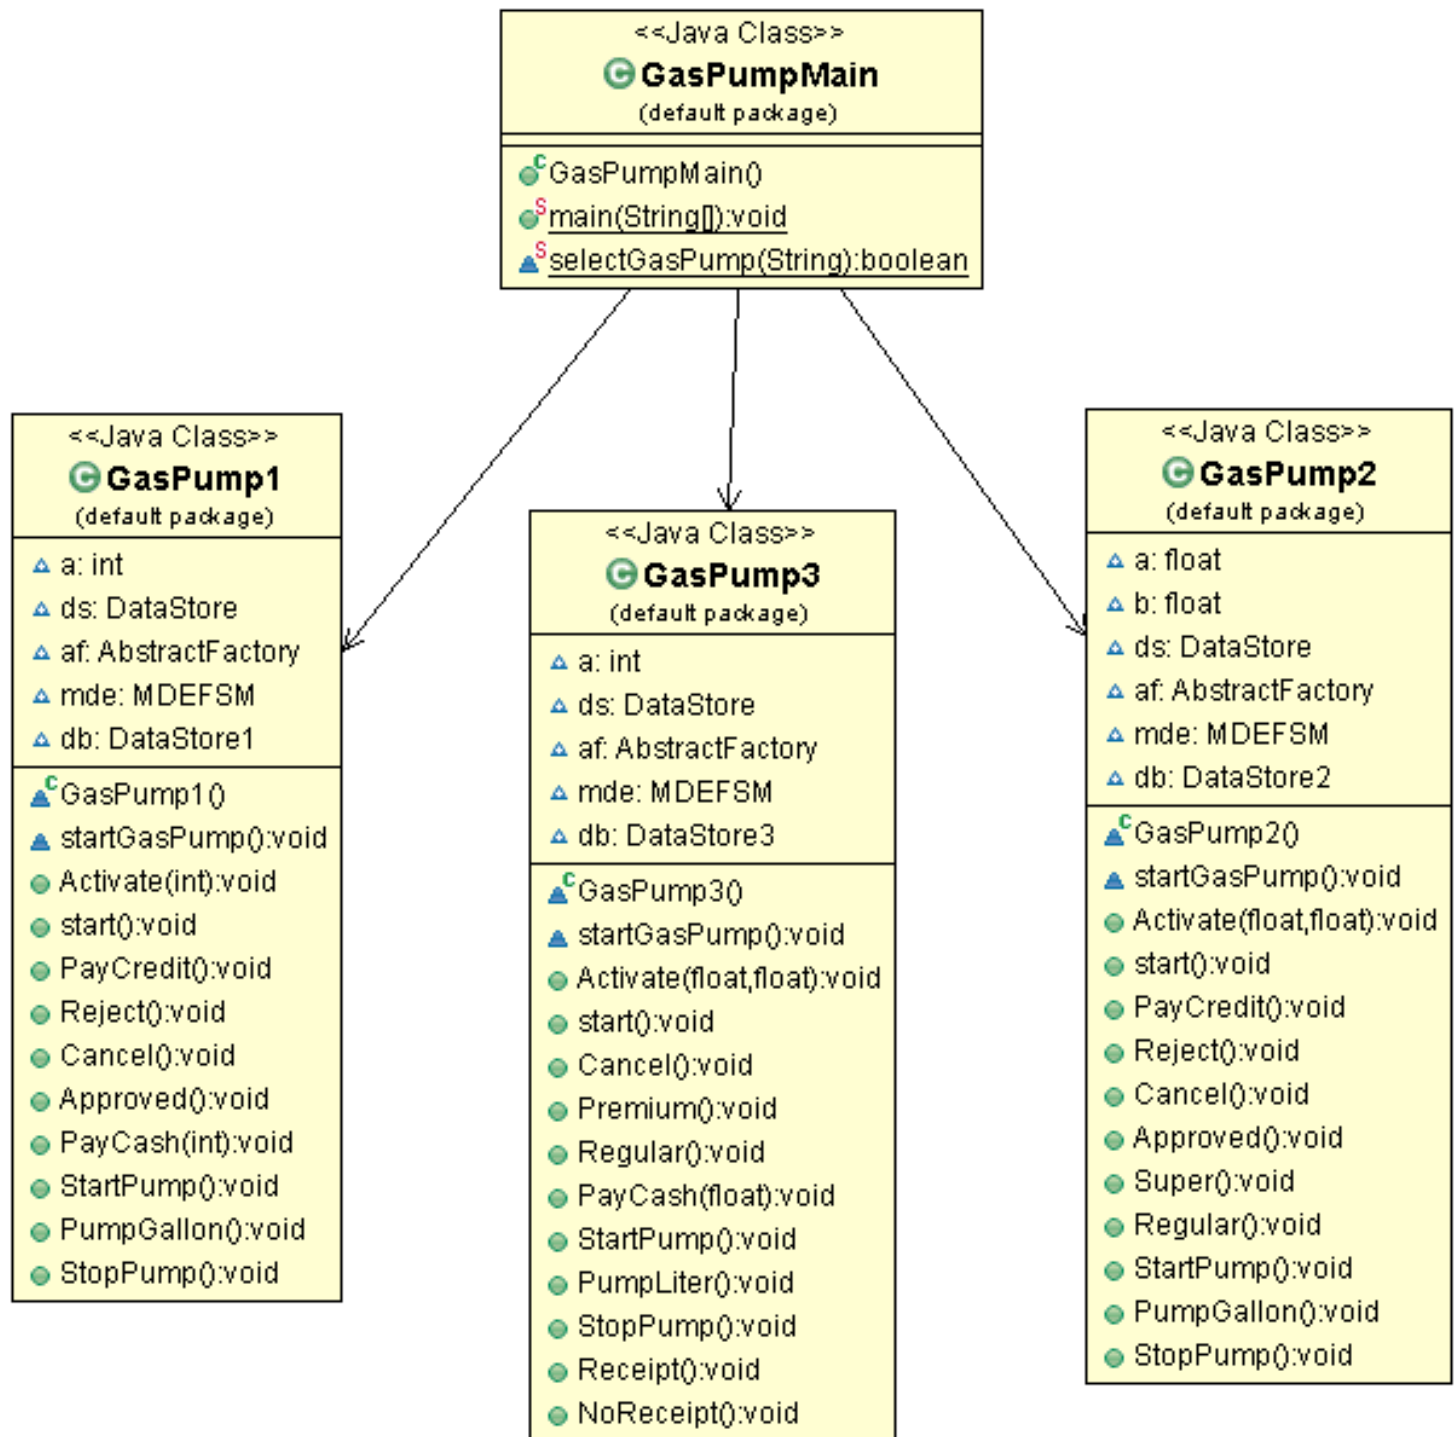 <<Java Class>>
GasPumpMain
(default package)
GasPumpMain()
main(String[]):void
selectGasPump(String):boolean
<<Java Class>>
GasPump1
(default package)
a: int
ds: DataStore
af: AbstractFactory
mde: MDEFSM
db: DataStore1
GasPump1()
startGasPump():void
Activate(int):void
start():void
PayCredit():void
Reject():void
Cancel():void
Approved():void
PayCash(int):void
StartPump():void
PumpGallon():void
StopPump():void
<<Java Class>>
GasPump3
(default package)
a: int
ds: DataStore
af: AbstractFactory
mde: MDEFSM
db: DataStore3
GasPump3()
startGasPump():void
Activate(float,float):void
start():void
Cancel():void
Premium():void
Regular():void
PayCash(float):void
StartPump():void
PumpLiter():void
StopPump():void
Receipt():void
NoReceipt():void
<<Java Class>>
GasPump2
(default package)
a: float
b: float
ds: DataStore
af: AbstractFactory
mde: MDEFSM
db: DataStore2
GasPump2()
startGasPump():void
Activate(float,float):void
start():void
PayCredit():void
Reject():void
Cancel():void
Approved():void
Super():void
Regular():void
StartPump():void
PumpGallon():void
StopPump():void